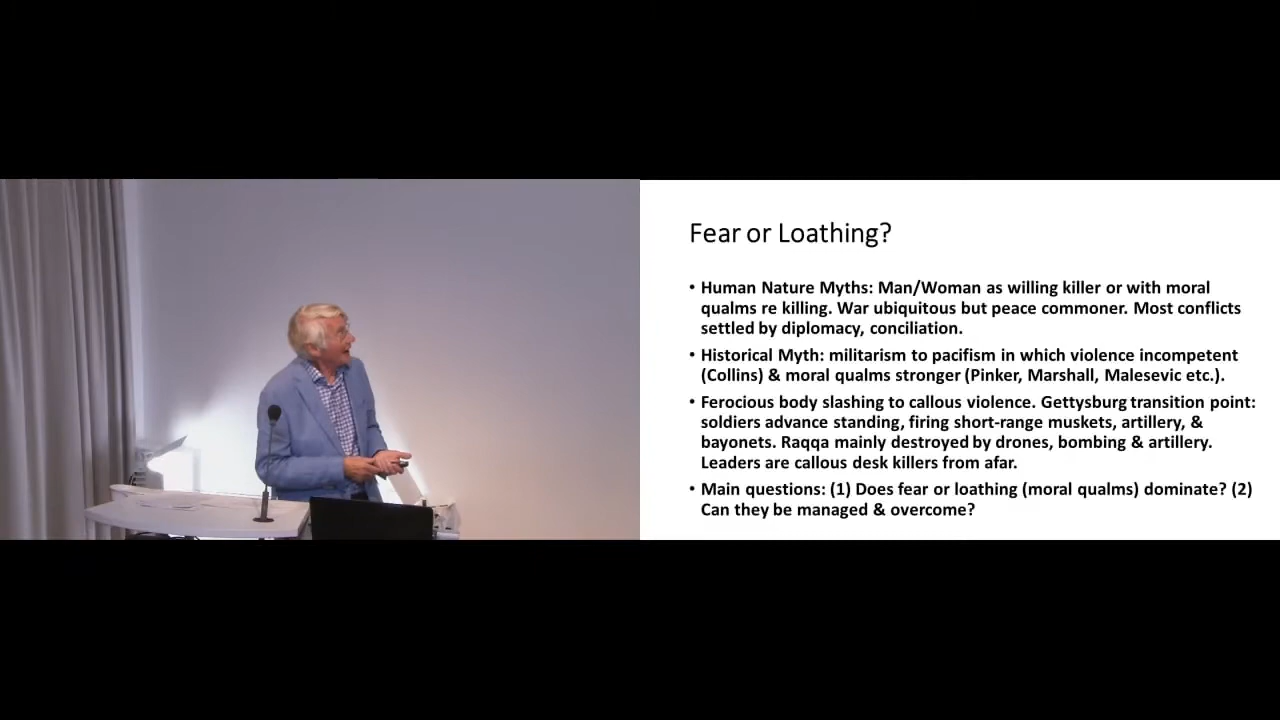 Fear or Loathing?
• Human Nature Myths: Man/Woman as willing killer or with moral
qualms re killing. War ubiquitous but peace commoner. Most conflicts
settled by diplomacy, conciliation.
• Historical Myth: militarism to pacifism in which violence incompetent
(Collins) & moral qualms stronger (Pinker, Marshall, Malesevic etc.).
• Ferocious body slashing to callous violence. Gettysburg transition point:
soldiers advance standing, firing short-range muskets, artillery, &
bayonets. Raqqa mainly destroyed by drones, bombing & artillery.
Leaders are callous desk killers from afar.
• Main questions: (1) Does fear or loathing (moral qualms) dominate? (2)
Can they be managed & overcome?